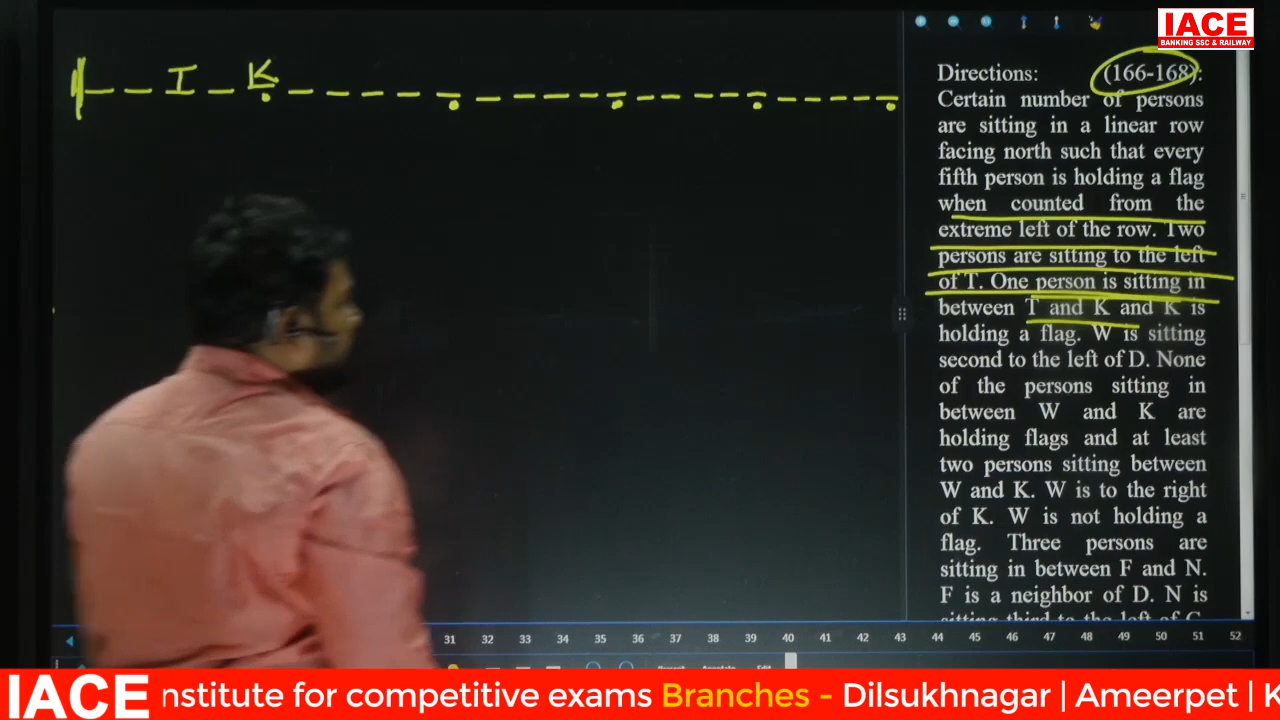 IACE
BANKING SSC & RAILWAY
I K
Directions: (166-168):
Certain number of persons
are sitting in a linear row
facing north such that every
fifth person is holding a flag
when counted from the
extreme left of the row. Two
persons are sitting to the left
of T. One person is sitting in
between T and K and K is
holding a flag. W is sitting
second to the left of D. None
of the persons sitting in
between W and K are
holding flags and at least
two persons sitting between
W and K. W is to the right
of K. W is not holding a
flag. Three persons are
sitting in between F and N.
F is a neighbor of D. N is
sitting third to the left of
31 32 33 34 35 36 37 38 39 40 41 42 43 44 45 46 47 48 49 50 51 52
IACE nstitute for competitive exams Branches - Dilsukhnagar | Ameerpet | K